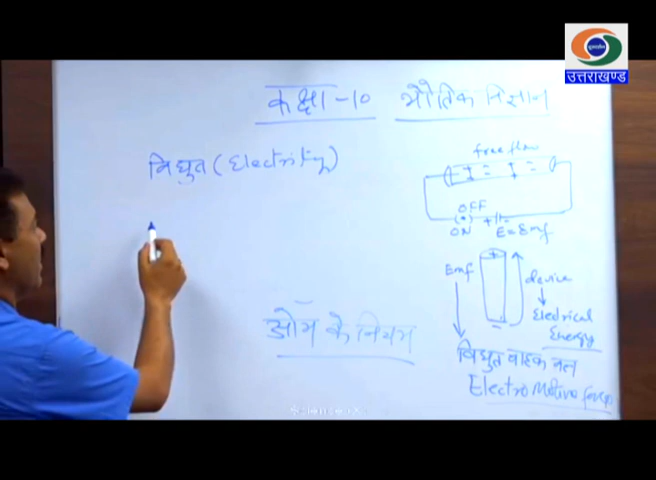 उत्तराखण्ड
कक्षा -१० भौतिक विज्ञान
विद्युत (Electricity)
free flow
OFF
ON
E = Emf
Emf
device
Electrical
Energy
ओम के नियम
विद्युत वाहक बल
Electro Motive force